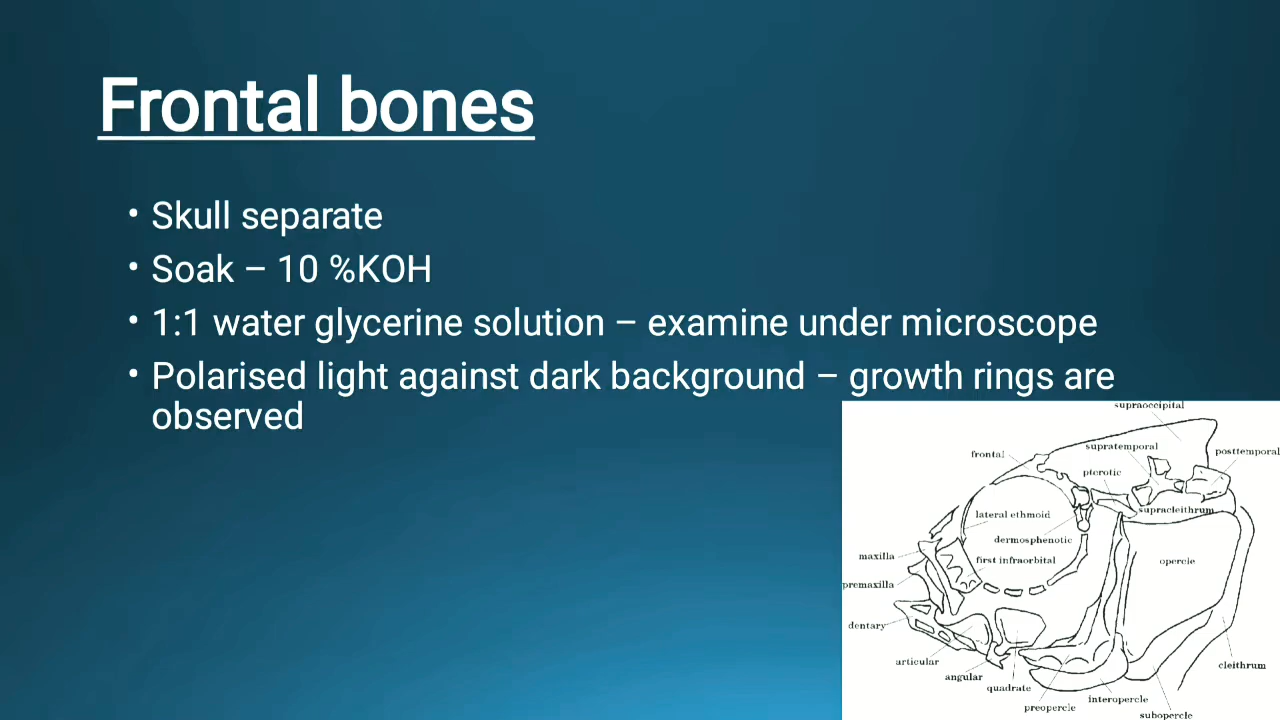 Frontal bones
• Skull separate
• Soak – 10 %KOH
• 1:1 water glycerine solution – examine under microscope
• Polarised light against dark background – growth rings are
observed
supraoccipital
supratemporal
frontal
posttemporal
pterotic
supracleithrum
lateral ethmoid
dermosphenotic
maxilla
first infraorbital
opercle
premaxilla
dentary
articular
cleithrum
angular
quadrate
interopercle
preopercle
subopercle